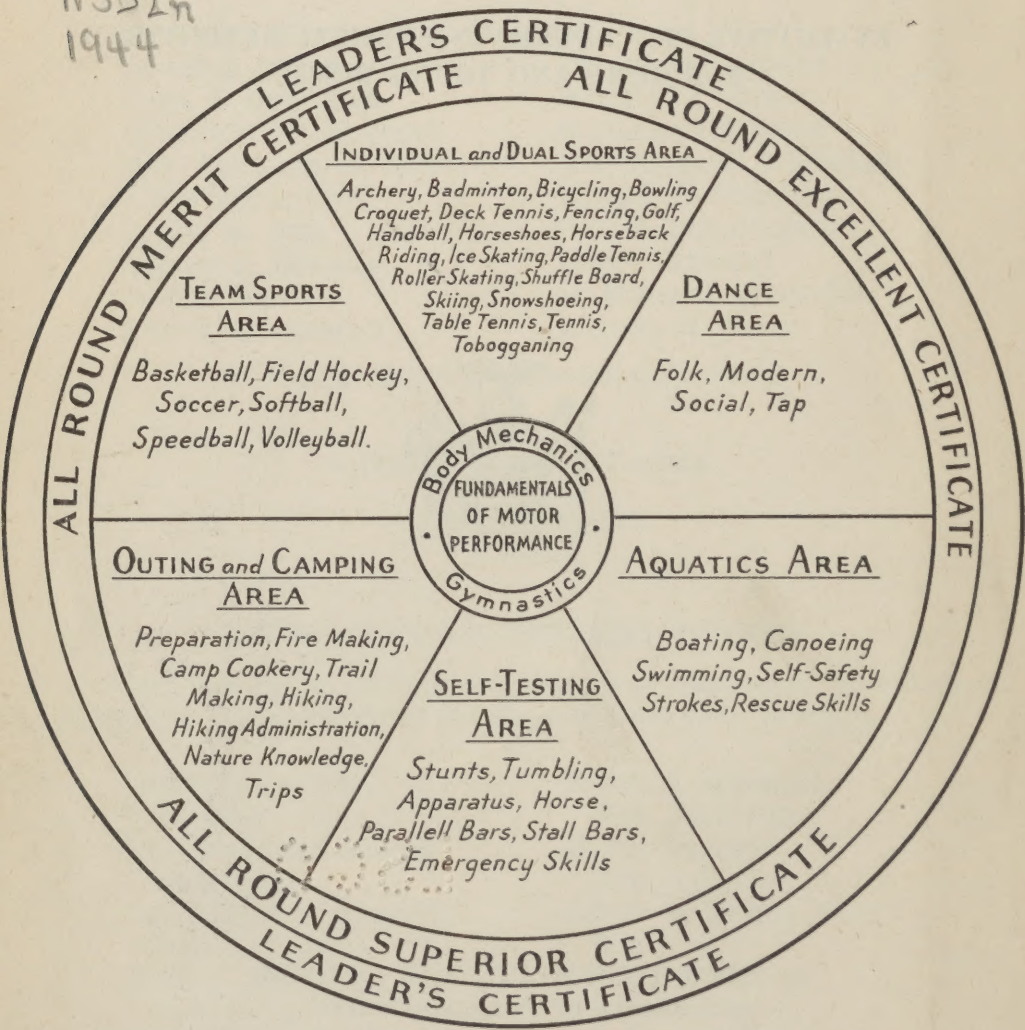 1944
LEADER'S CERTIFICATE
ALL ROUND MERIT CERTIFICATE
ALL ROUND EXCELLENT CERTIFICATE
INDIVIDUAL and DUAL SPORTS AREA
Archery, Badminton, Bicycling, Bowling
Croquet, Deck Tennis, Fencing, Golf,
Handball, Horseshoes, Horseback
Riding, Ice Skating, Paddle Tennis,
Roller Skating, Shuffle Board,
Skiing, Snowshoeing,
Table Tennis, Tennis,
Tobogganing
TEAM SPORTS
AREA
Basketball, Field Hockey,
Soccer, Softball,
Speedball, Volleyball.
DANCE
AREA
Folk, Modern,
Social, Tap
Body Mechanics
FUNDAMENTALS
OF MOTOR
PERFORMANCE
Gymnastics
OUTING and CAMPING
AREA
Preparation, Fire Making,
Camp Cookery, Trail
Making, Hiking,
Hiking Administration,
Nature Knowledge,
Trips
SELF-TESTING
AREA
Stunts, Tumbling,
Apparatus, Horse,
Parallell Bars, Stall Bars,
Emergency Skills
AQUATICS AREA
Boating, Canoeing
Swimming, Self-Safety
Strokes, Rescue Skills
ALL ROUND SUPERIOR CERTIFICATE
LEADER'S CERTIFICATE